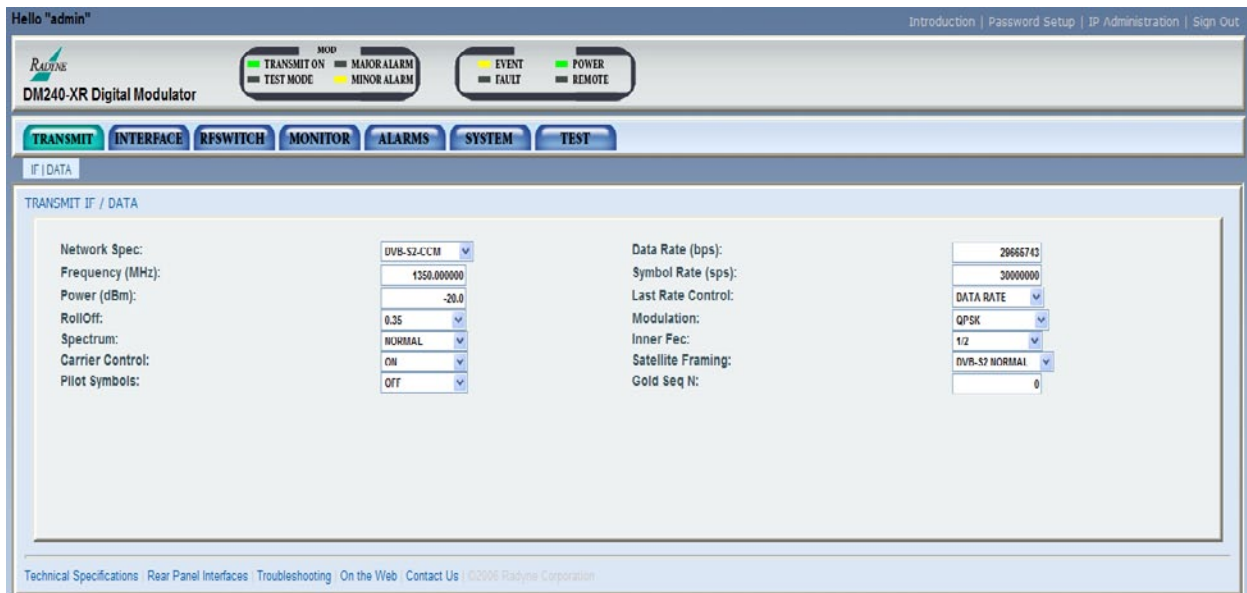 Hello "admin"
Introduction | Password Setup | IP Administration | Sign Out
RADYNE
DM240-XR Digital Modulator
MOD
TRANSMIT ON MAJOR ALARM
TEST MODE MINOR ALARM
EVENT POWER
FAULT REMOTE
TRANSMIT INTERFACE RFSWITCH MONITOR ALARMS SYSTEM TEST
IF | DATA
TRANSMIT IF / DATA
Network Spec: DVB-S2-CCM Data Rate (bps): 29665743
Frequency (MHz): 1350.000000 Symbol Rate (sps): 30000000
Power (dBm): -20.0 Last Rate Control: DATA RATE
RollOff: 0.35 Modulation: QPSK
Spectrum: NORMAL Inner Fec: 1/2
Carrier Control: ON Satellite Framing: DVB-S2 NORMAL
Pilot Symbols: OFF Gold Seq N: 0
Technical Specifications | Rear Panel Interfaces | Troubleshooting | On the Web | Contact Us | ©2006 Radyne Corporation